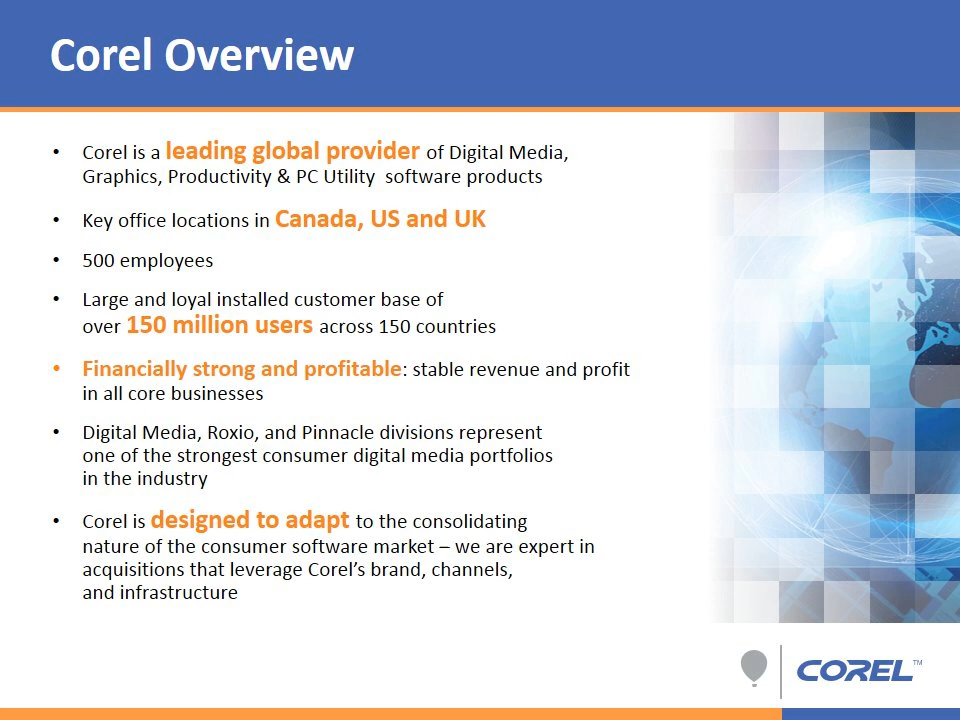 Corel Overview
• Corel is a leading global provider of Digital Media,
Graphics, Productivity & PC Utility software products
• Key office locations in Canada, US and UK
• 500 employees
• Large and loyal installed customer base of
over 150 million users across 150 countries
• Financially strong and profitable: stable revenue and profit
in all core businesses
• Digital Media, Roxio, and Pinnacle divisions represent
one of the strongest consumer digital media portfolios
in the industry
• Corel is designed to adapt to the consolidating
nature of the consumer software market – we are expert in
acquisitions that leverage Corel’s brand, channels,
and infrastructure
COREL™